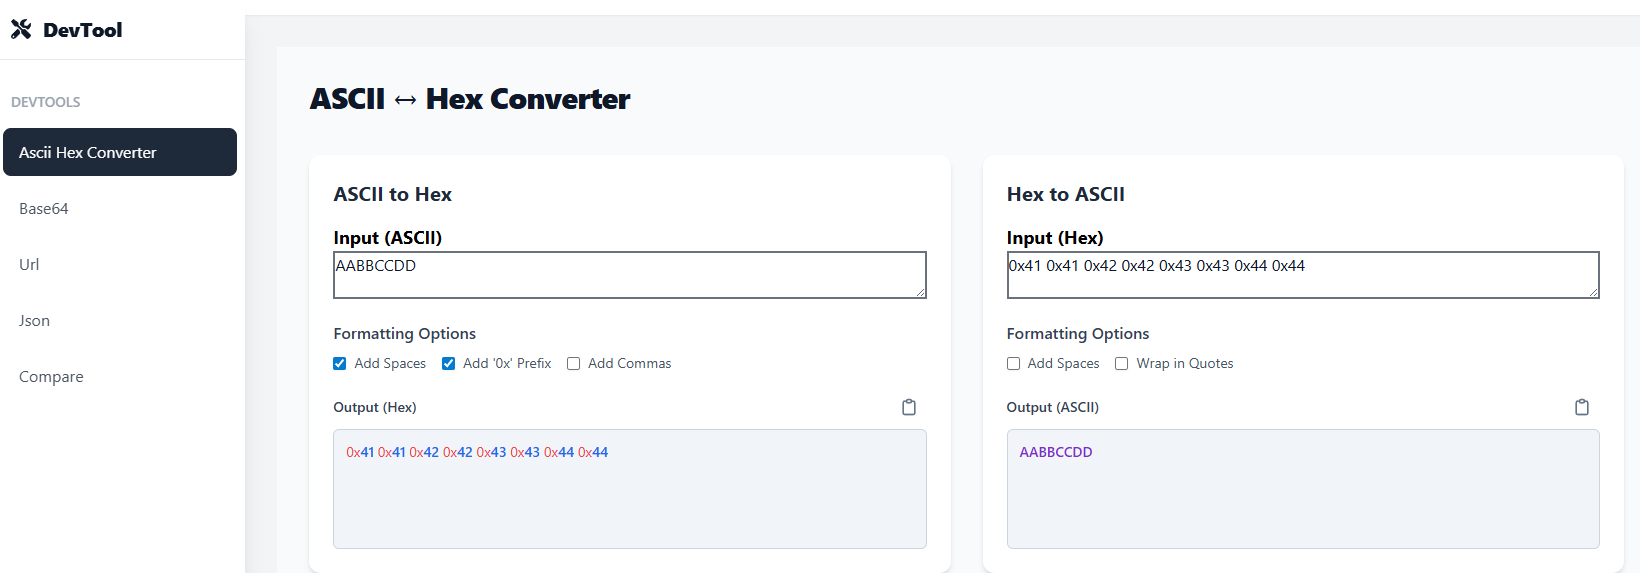 DevTool
DEVTOOLS
Ascii Hex Converter
Base64
Url
Json
Compare
ASCII ↔ Hex Converter
ASCII to Hex
Input (ASCII)
AABBCCDD
Formatting Options
Add Spaces Add '0x' Prefix Add Commas
Output (Hex)
0x41 0x41 0x42 0x42 0x43 0x43 0x44 0x44
Hex to ASCII
Input (Hex)
0x41 0x41 0x42 0x42 0x43 0x43 0x44 0x44
Formatting Options
Add Spaces Wrap in Quotes
Output (ASCII)
AABBCCDD